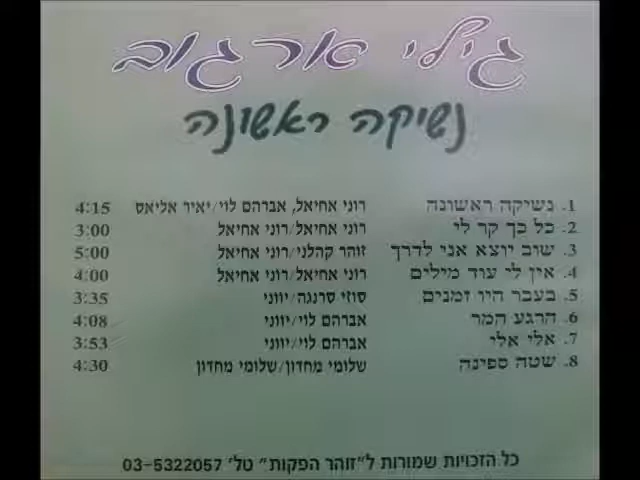 גילי ארגוב
נשיקה ראשונה
1. נשיקה ראשונה רוני אחיאל, אברהם לוי/יאיר אליאס 4:15
2. כל כך קר לי רוני אחיאל/רוני אחיאל 3:00
3. שוב יוצא אני לדרך זוהר קהלני/רוני אחיאל 5:00
4. אין לי עוד מילים רוני אחיאל/רוני אחיאל 4:00
5. בעבר היו זמנים סוזי סרנגה/יווני 3:35
6. הרגע המר אברהם לוי/יווני 4:08
7. אלי אלי אברהם לוי/יווני 3:53
8. שטה ספינה שלומי מחדון/שלומי מחדון 4:30
כל הזכויות שמורות ל"זוהר הפקות" טל׳ 03-5322057